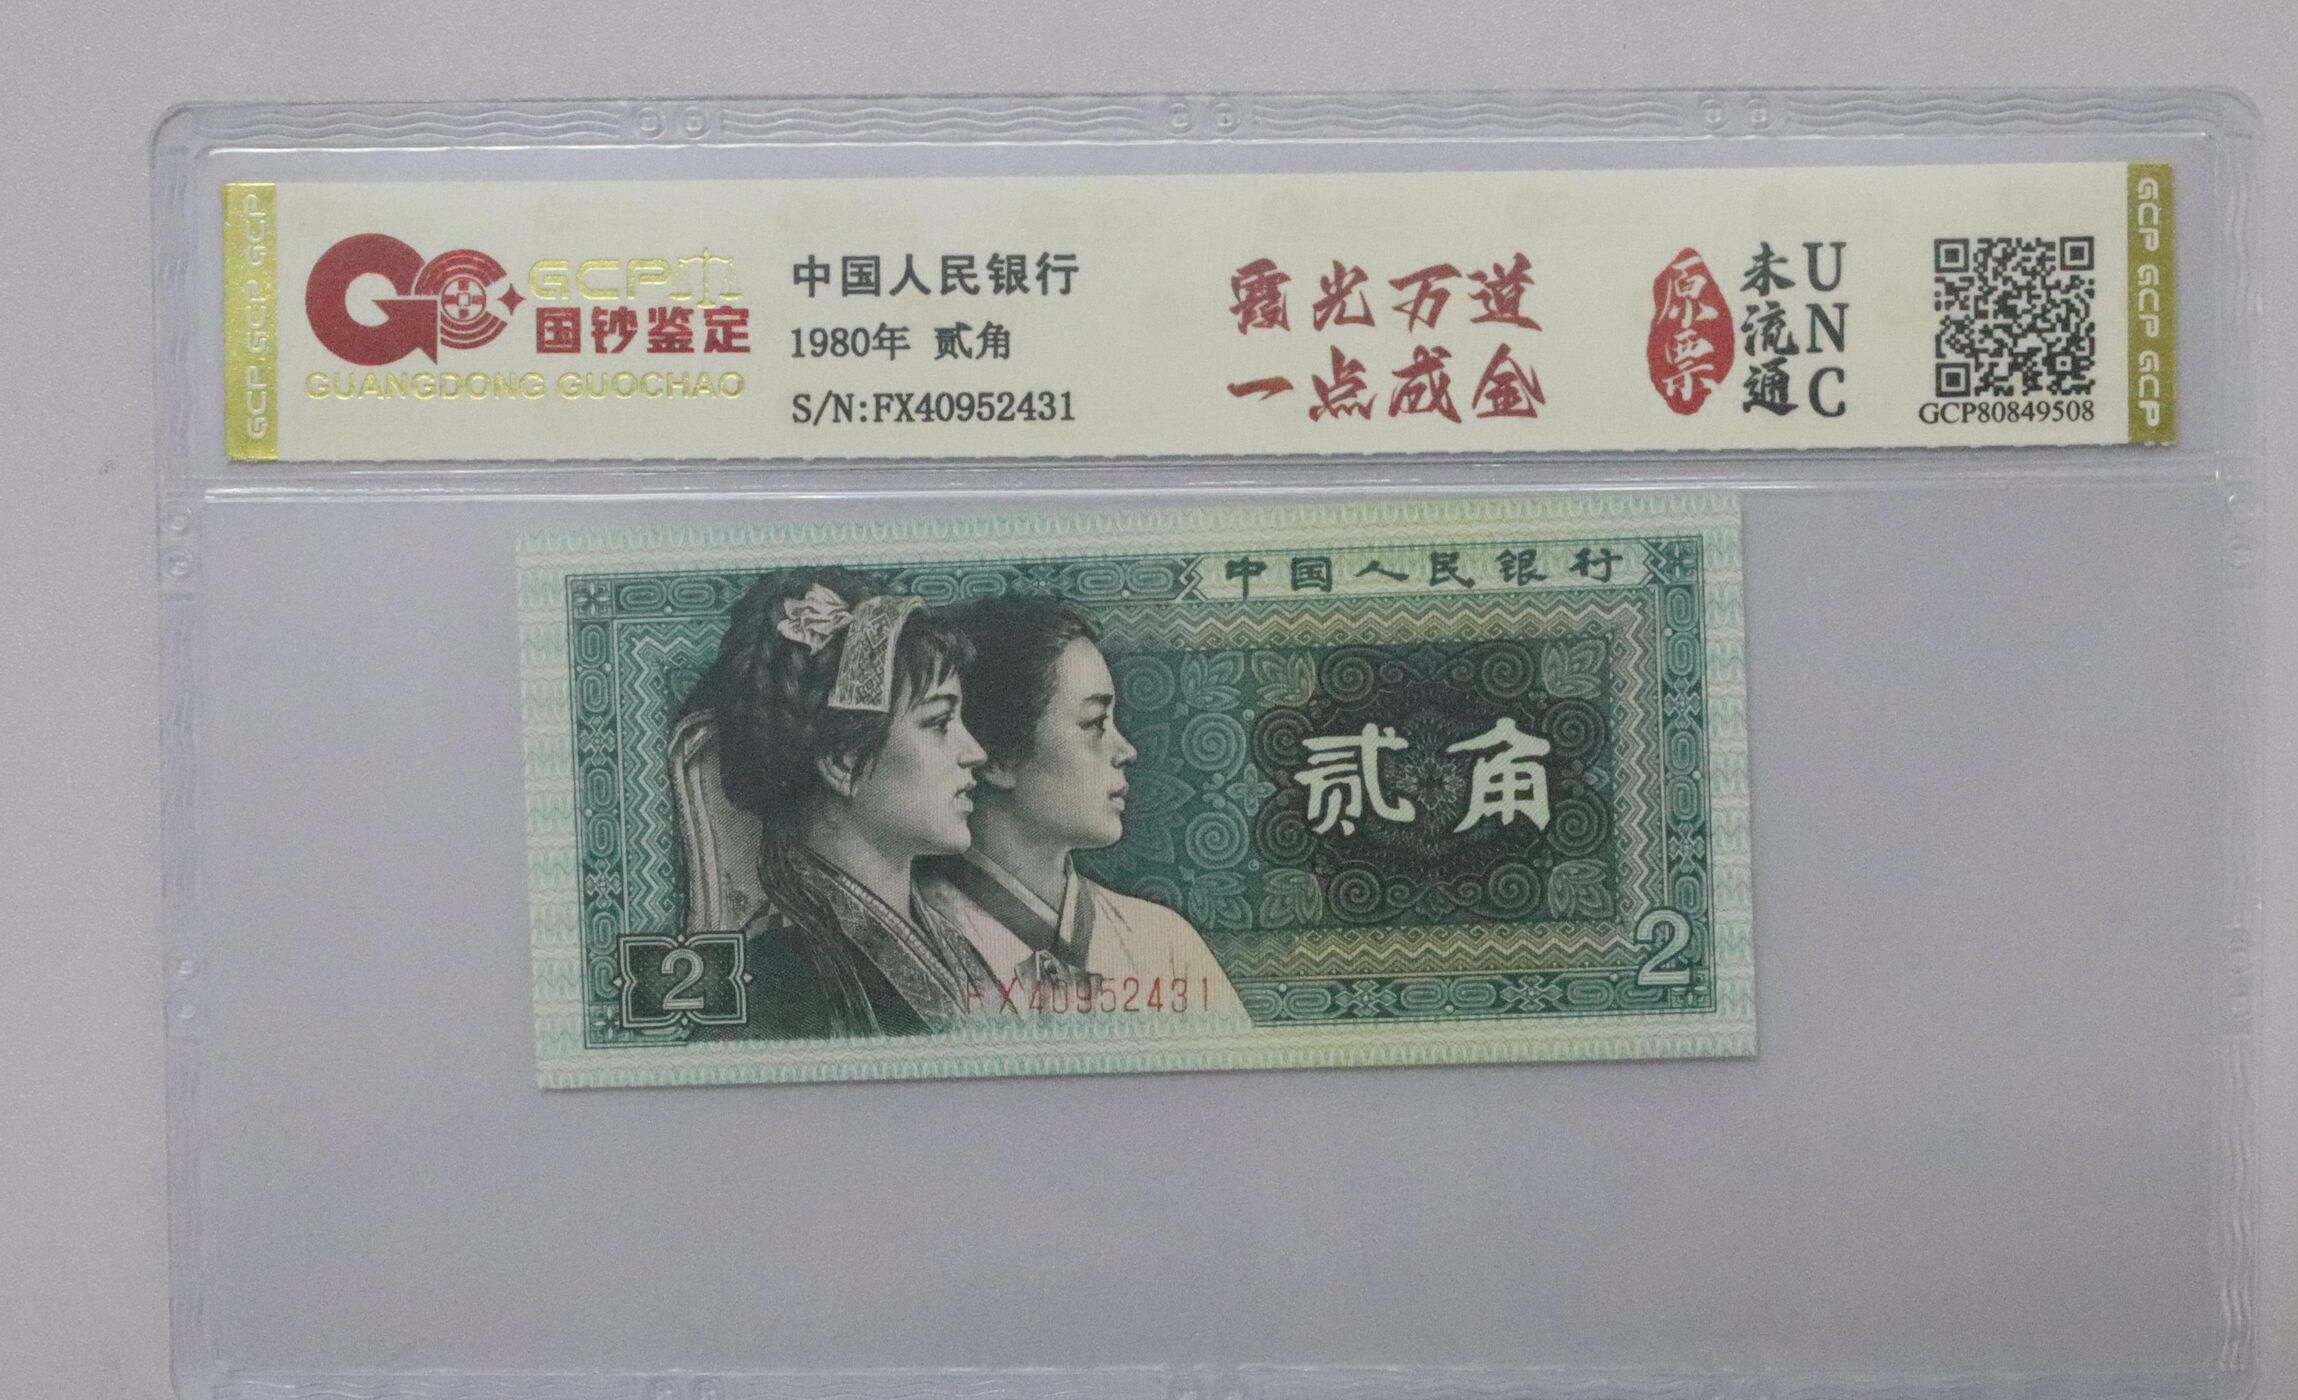 GCP GCP GCP
GCP
国钞鉴定
GUANGDONG GUOCHAO
中国人民银行
1980年 贰角
S/N:FX40952431
霞光万道
一点成金
原票
未流通
UNC
GCP80849508
GCP GCP GCP
中国人民银行
贰角
2
2
FX40952431